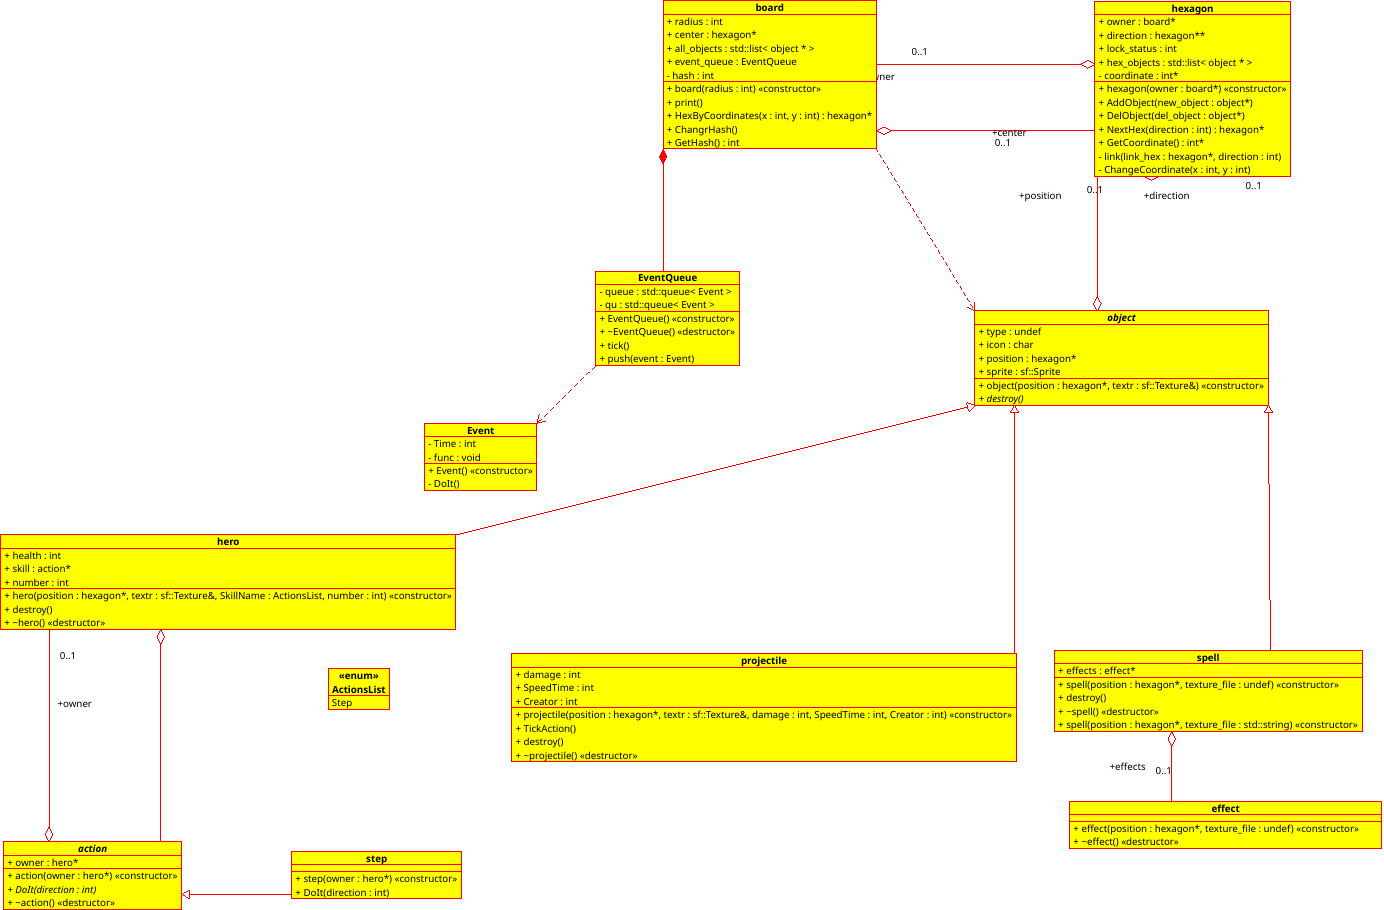 board
+ radius : int
+ center : hexagon*
+ all_objects : std::list< object * >
+ event_queue : EventQueue
- hash : int
+ board(radius : int) «constructor»
+ print()
+ HexByCoordinates(x : int, y : int) : hexagon*
+ ChangrHash()
+ GetHash() : int
0..1
wner
+center
0..1
hexagon
+ owner : board*
+ direction : hexagon**
+ lock_status : int
+ hex_objects : std::list< object * >
- coordinate : int*
+ hexagon(owner : board*) «constructor»
+ AddObject(new_object : object*)
+ DelObject(del_object : object*)
+ NextHex(direction : int) : hexagon*
+ GetCoordinate() : int*
- link(link_hex : hexagon*, direction : int)
- ChangeCoordinate(x : int, y : int)
0..1
0..1
+position
+direction
EventQueue
- queue : std::queue< Event >
- qu : std::queue< Event >
+ EventQueue() «constructor»
+ ~EventQueue() «destructor»
+ tick()
+ push(event : Event)
object
+ type : undef
+ icon : char
+ position : hexagon*
+ sprite : sf::Sprite
+ object(position : hexagon*, textr : sf::Texture&) «constructor»
+ destroy()
Event
- Time : int
- func : void
+ Event() «constructor»
- DoIt()
hero
+ health : int
+ skill : action*
+ number : int
+ hero(position : hexagon*, textr : sf::Texture&, SkillName : ActionsList, number : int) «constructor»
+ destroy()
+ ~hero() «destructor»
0..1
+owner
«enum»
ActionsList
Step
projectile
+ damage : int
+ SpeedTime : int
+ Creator : int
+ projectile(position : hexagon*, textr : sf::Texture&, damage : int, SpeedTime : int, Creator : int) «constructor»
+ TickAction()
+ destroy()
+ ~projectile() «destructor»
spell
+ effects : effect*
+ spell(position : hexagon*, texture_file : undef) «constructor»
+ destroy()
+ ~spell() «destructor»
+ spell(position : hexagon*, texture_file : std::string) «constructor»
+effects
0..1
effect
+ effect(position : hexagon*, texture_file : undef) «constructor»
+ ~effect() «destructor»
action
+ owner : hero*
+ action(owner : hero*) «constructor»
+ DoIt(direction : int)
+ ~action() «destructor»
step
+ step(owner : hero*) «constructor»
+ DoIt(direction : int)